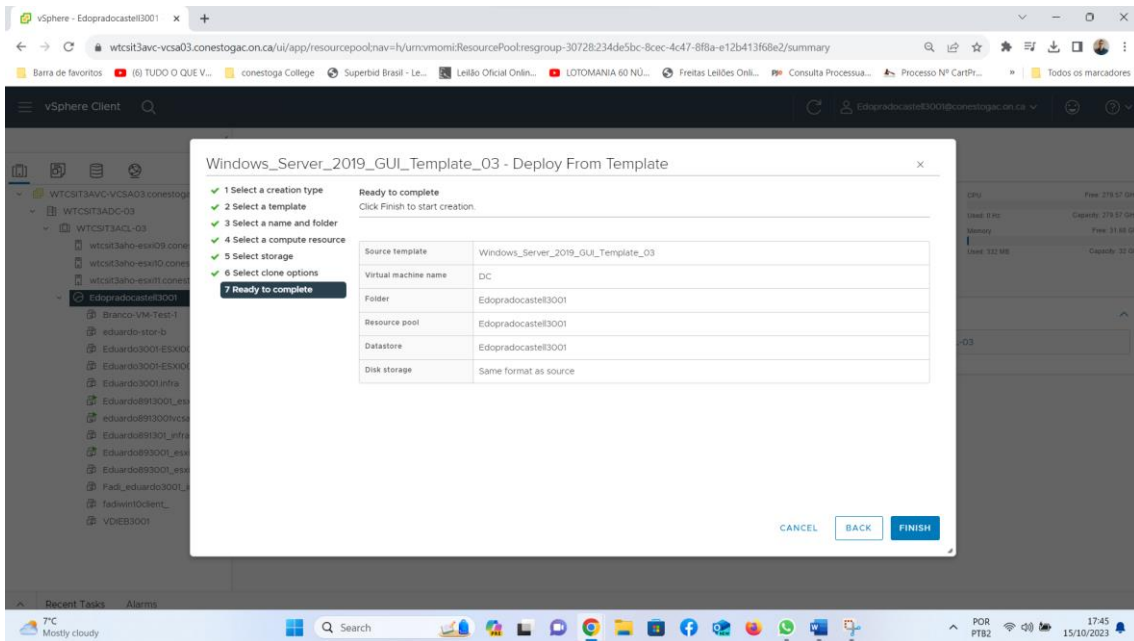 vSphere - Edopradocastell3001
wtcsit3avc-vcsa03.conestogac.on.ca/ui/app/resourcepool;nav=h/urn:vmomi:ResourcePool:resgroup-30728:234de5bc-8cec-4c47-8f8a-e12b413f68e2/summary
Barra de favoritos (6) TUDO O QUE V... conestoga College Superbid Brasil - Le... Leilão Oficial Onlin... LOTOMANIA 60 NÚ... Freitas Leilões Onli... Consulta Processua... Processo Nº CartPr... » Todos os marcadores
vSphere Client Edopradocastell3001@conestogac.on.ca
Windows_Server_2019_GUI_Template_03 - Deploy From Template
1 Select a creation type
2 Select a template
3 Select a name and folder
4 Select a compute resource
5 Select storage
6 Select clone options
7 Ready to complete
Ready to complete
Click Finish to start creation.
Source template Windows_Server_2019_GUI_Template_03
Virtual machine name DC
Folder Edopradocastell3001
Resource pool Edopradocastell3001
Datastore Edopradocastell3001
Disk storage Same format as source
CANCEL BACK FINISH
WTCSIT3AVC-VCSA03.conestoga
WTCSIT3ADC-03
WTCSIT3ACL-03
wtcsit3aho-esxi09.cones
wtcsit3aho-esxi10.cones
wtcsit3aho-esxi11.conest
Edopradocastell3001
Branco-VM-Test-1
eduardo-stor-b
Eduardo3001-ESXI0
Eduardo3001-ESXI0
Eduardo3001.infra
Eduardo8913001_es
eduardo8913001vcsa
Eduardo891301_infra
Eduardo893001_esx
Eduardo893001_esx
Fadi_eduardo3001_
fadiwin10client_
VDIEB3001
CPU Free: 279.57 GH
Used: 0 Hz Capacity: 279.57 GH
Memory
Used: 332 MB
-03
Recent Tasks Alarms
7°C
Mostly cloudy
Search
POR
PTB2
17:45
15/10/2023